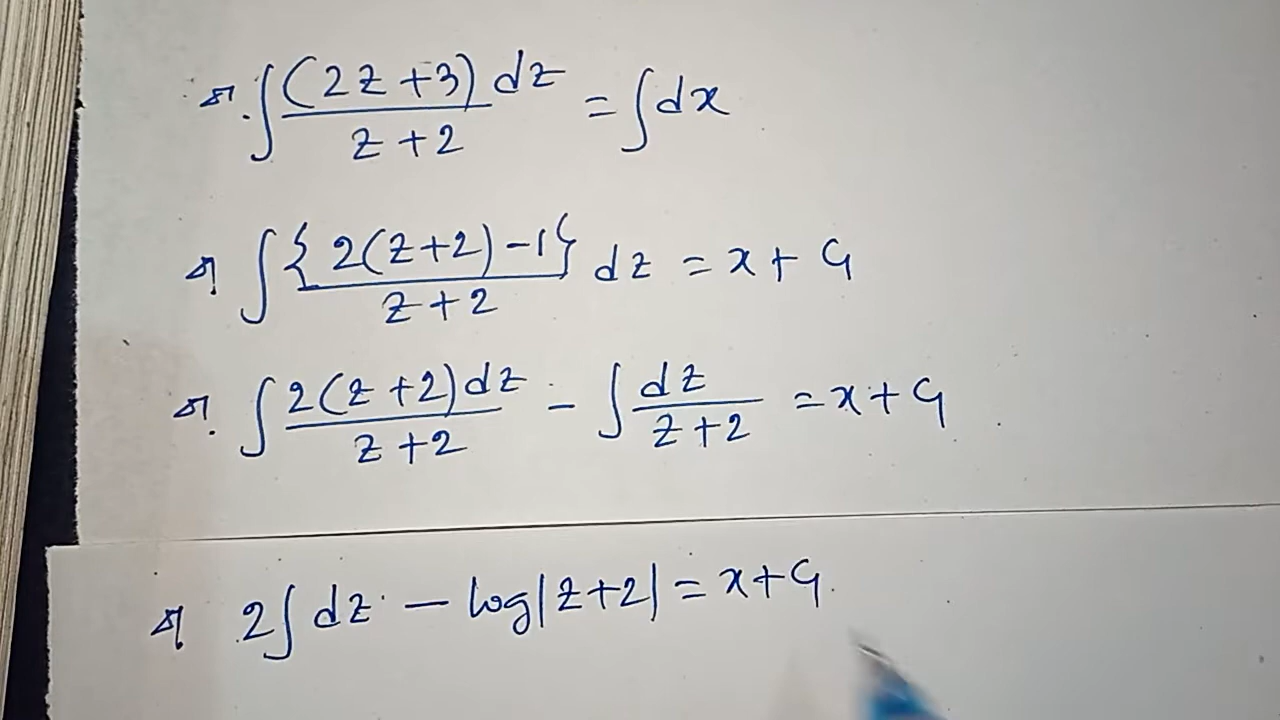 বা. ∫ (2z+3) dz / z+2 = ∫ dx
বা ∫ {2(z+2)-1} / z+2 dz = x + C₁
বা. ∫ 2(z+2)dz / z+2 - ∫ dz / z+2 = x + C₁
বা 2∫ dz - log|z+2| = x + C₁